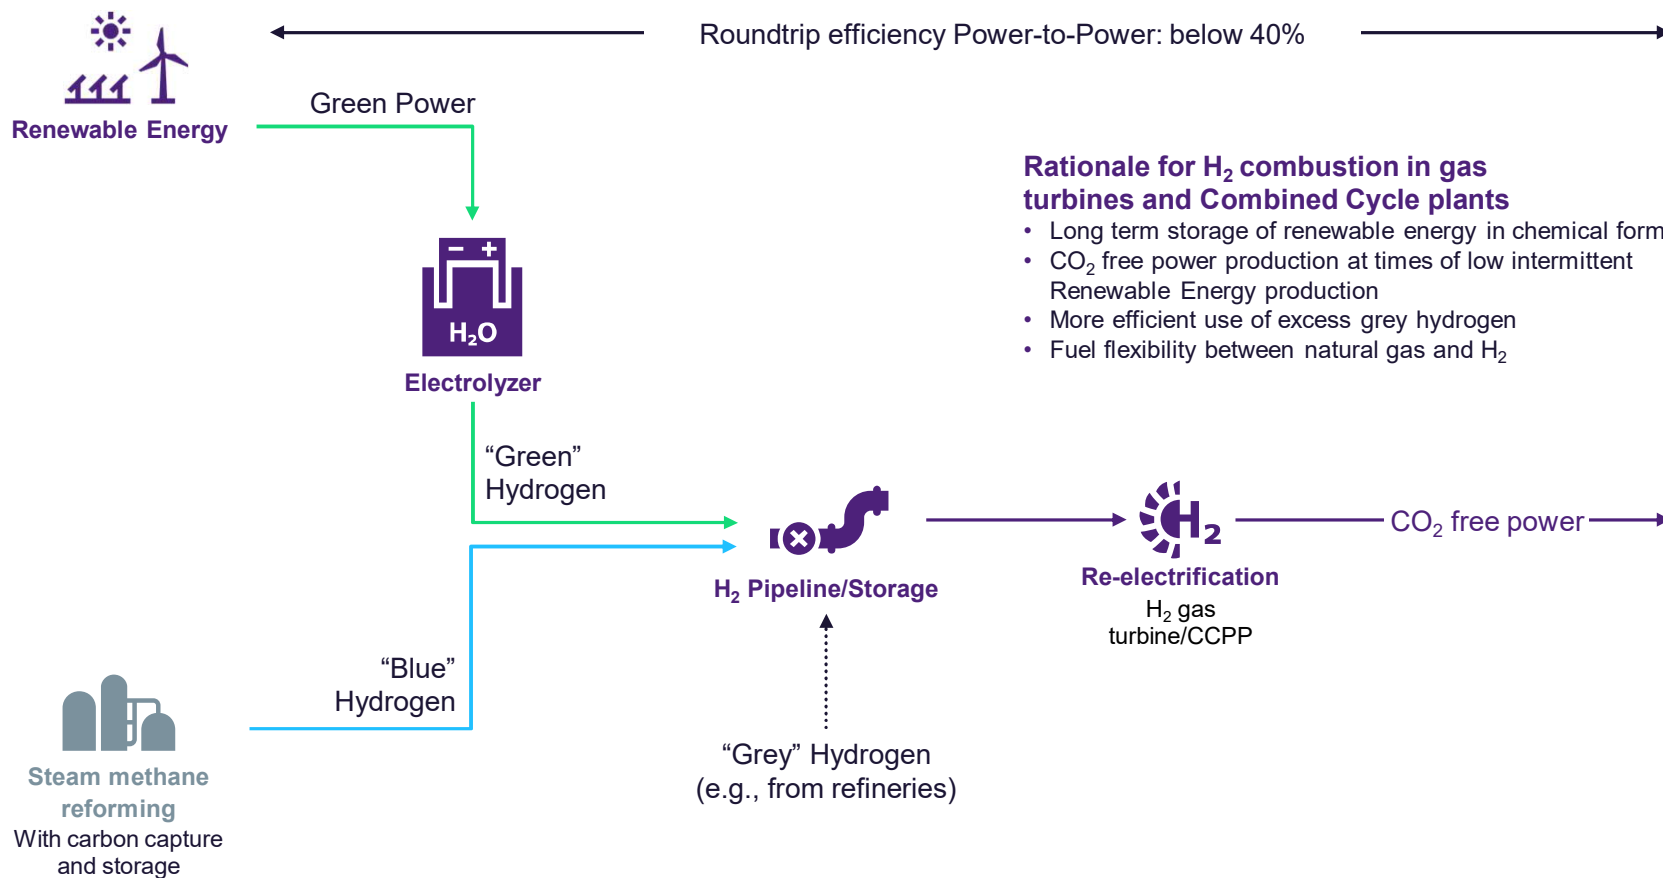 Roundtrip efficiency Power-to-Power: below 40%
Renewable Energy
Green Power
Rationale for H₂ combustion in gas
turbines and Combined Cycle plants
• Long term storage of renewable energy in chemical form
• CO₂ free power production at times of low intermittent
Renewable Energy production
• More efficient use of excess grey hydrogen
• Fuel flexibility between natural gas and H₂
− +
H₂O
Electrolyzer
“Green”
Hydrogen
H₂ Pipeline/Storage
H₂
Re-electrification
H₂ gas
turbine/CCPP
CO₂ free power
“Blue”
Hydrogen
“Grey” Hydrogen
(e.g., from refineries)
Steam methane
reforming
With carbon capture
and storage